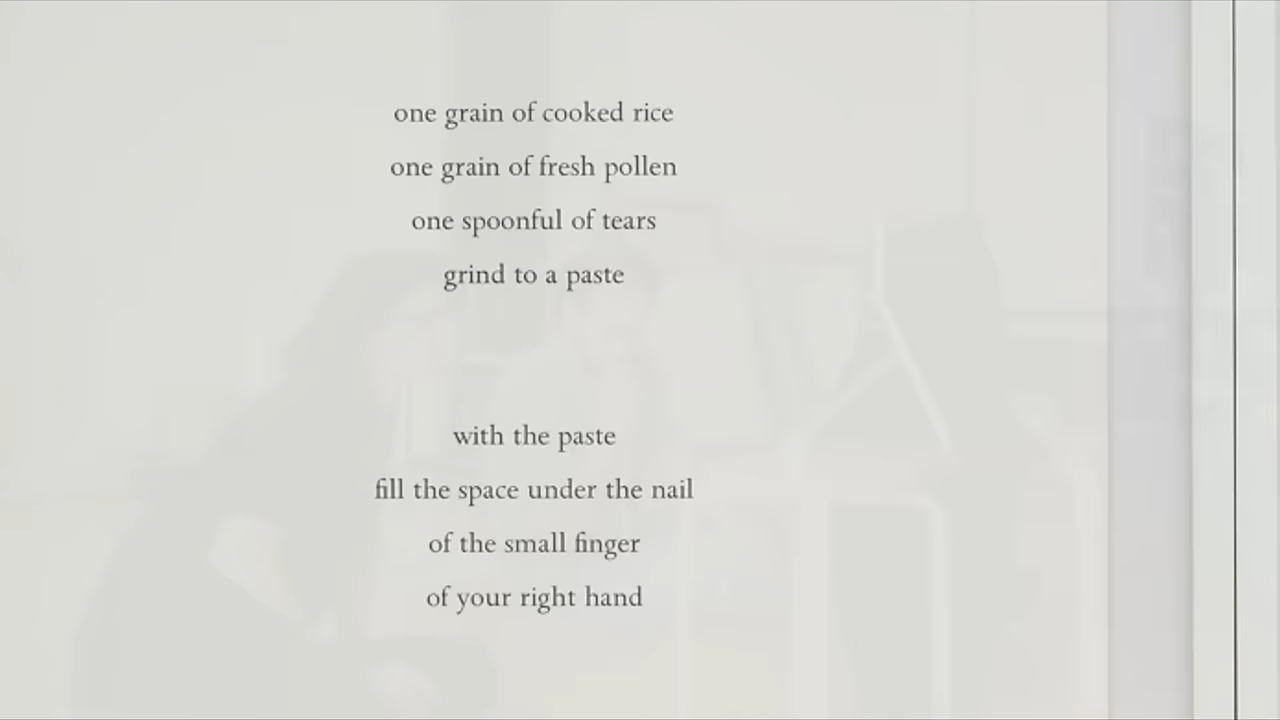 one grain of cooked rice
one grain of fresh pollen
one spoonful of tears
grind to a paste
with the paste
fill the space under the nail
of the small finger
of your right hand